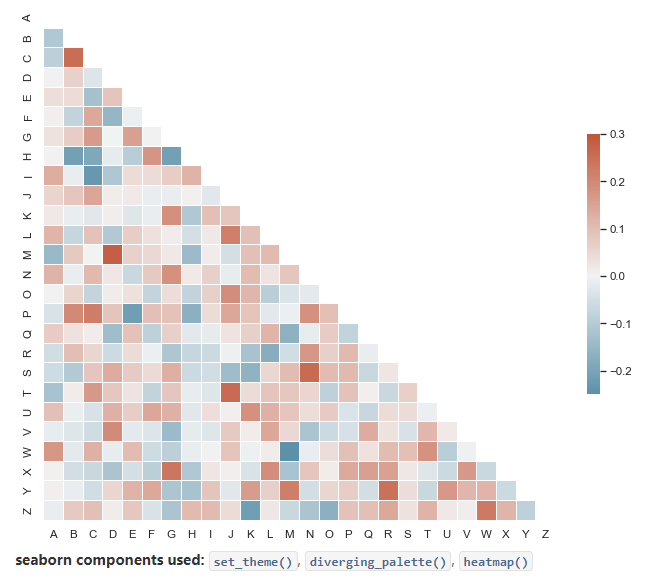 A
B
C
D
E
F
G
H
I
J
K
L
M
N
O
P
Q
R
S
T
U
V
W
X
Y
Z
0.3
0.2
0.1
0.0
−0.1
−0.2
A B C D E F G H I J K L M N O P Q R S T U V W X Y Z
seaborn components used: set_theme(), diverging_palette(), heatmap()